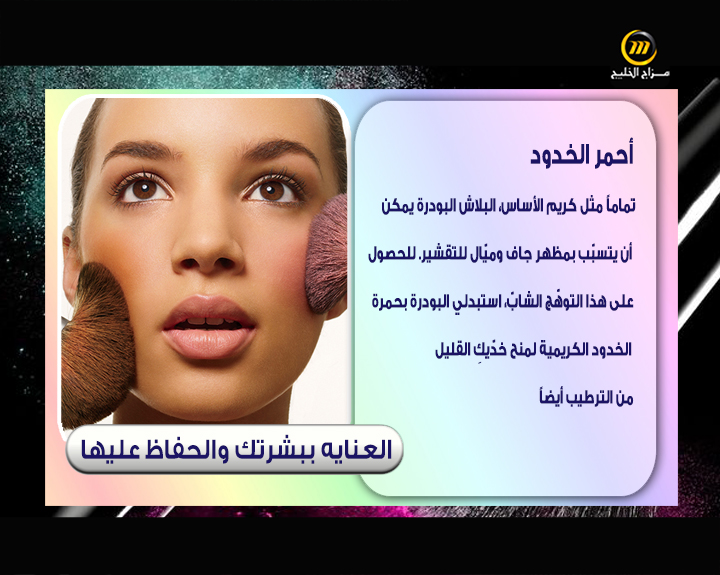 مـزاج الخليج
أحمر الخدود
تماماً مثل كريم الأساس، البلاش البودرة يمكن
أن يتسبّب بمظهر جاف وميّال للتقشير. للحصول
على هذا التوهّج الشابّ، استبدلي البودرة بحمرة
الخدود الكريمية لمنح خدّيكِ القليل
من الترطيب أيضاً
العنايه ببشرتك والحفاظ عليها